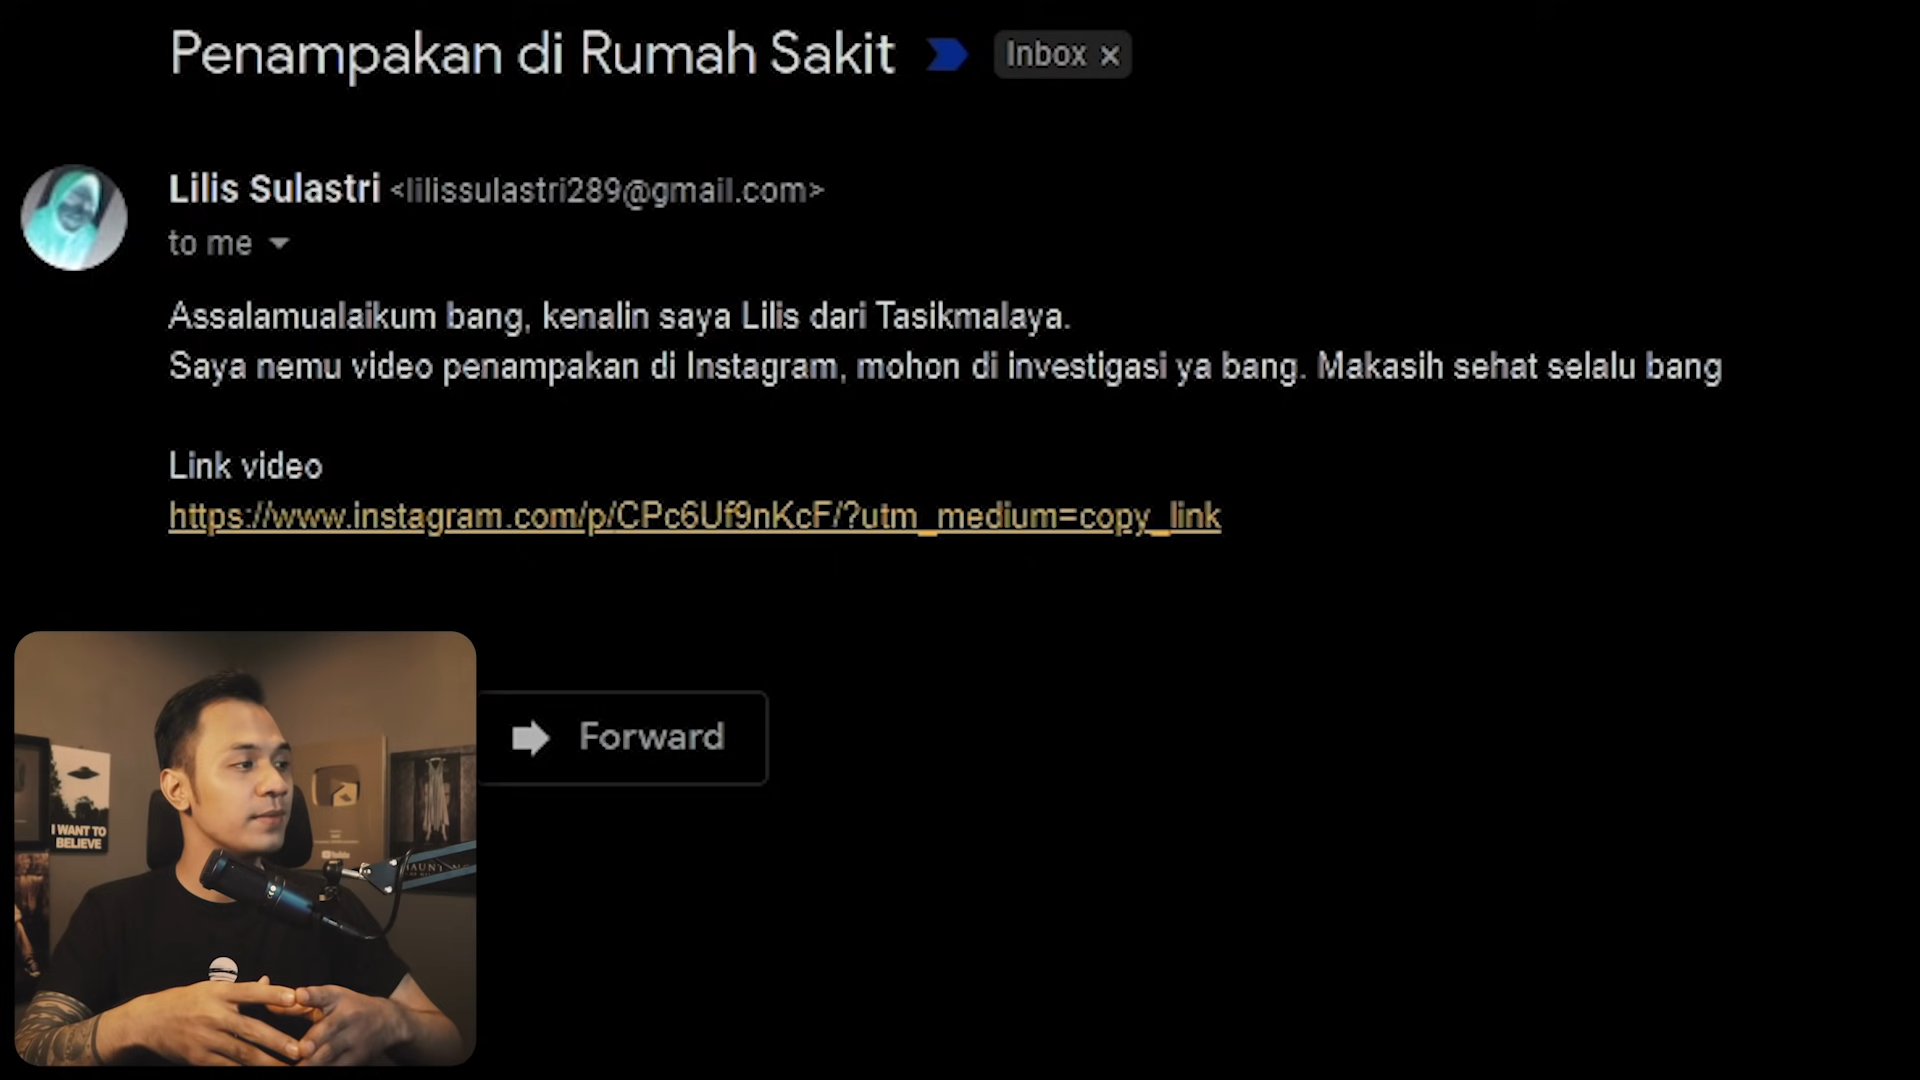 Penampakan di Rumah Sakit
Inbox ×
Lilis Sulastri <lilissulastri289@gmail.com>
to me
Assalamualaikum bang, kenalin saya Lilis dari Tasikmalaya.
Saya nemu video penampakan di Instagram, mohon di investigasi ya bang. Makasih sehat selalu bang
Link video
https://www.instagram.com/p/CPc6Uf9nKcF/?utm_medium=copy_link
Forward
I WANT TO
BELIEVE